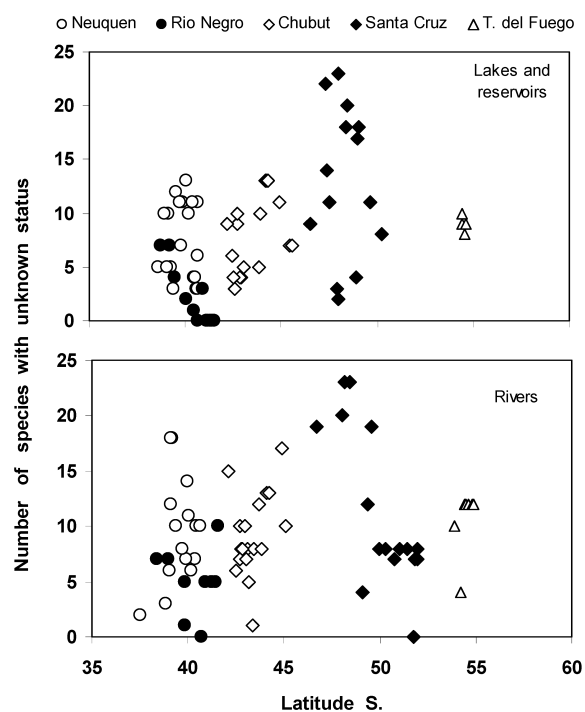 Neuquen Rio Negro Chubut Santa Cruz T. del Fuego
25
20
15
10
5
0
Lakes and
reservoirs
Number of species with unknown status
25
20
15
10
5
0
Rivers
35 40 45 50 55 60
Latitude S.